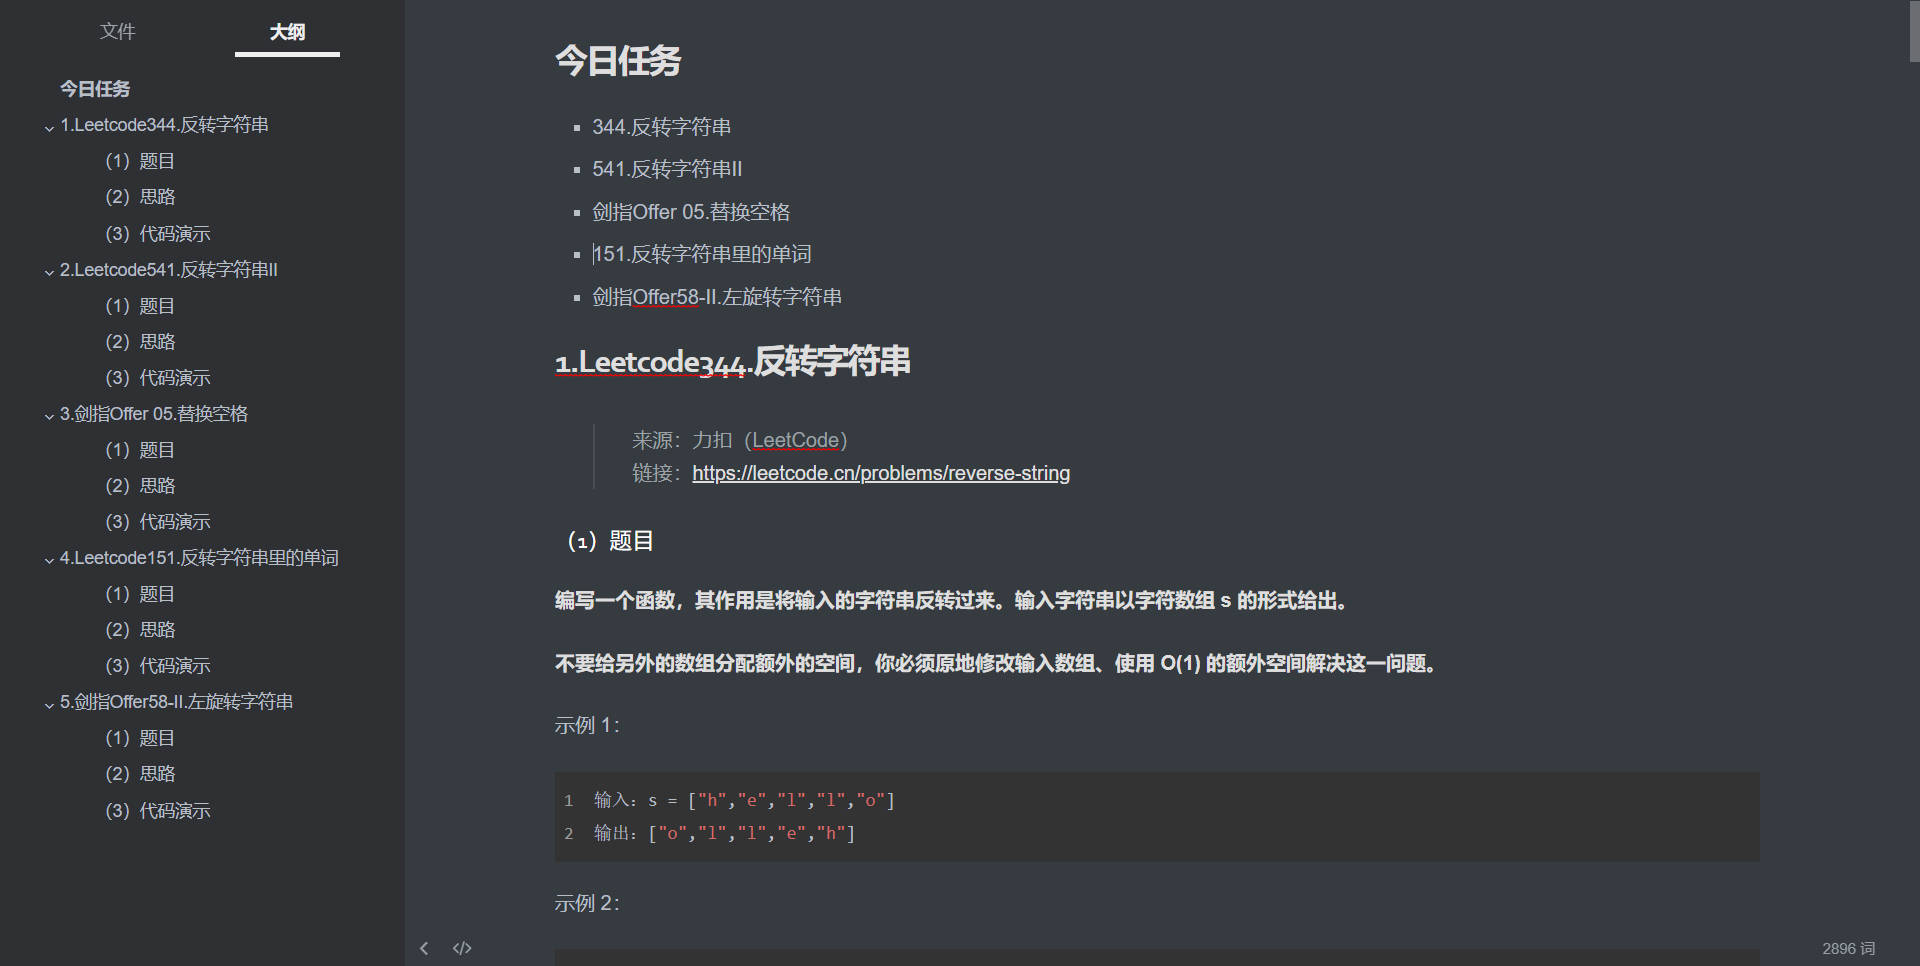 文件
大纲
今日任务
1.Leetcode344.反转字符串
（1）题目
（2）思路
（3）代码演示
2.Leetcode541.反转字符串II
（1）题目
（2）思路
（3）代码演示
3.剑指Offer 05.替换空格
（1）题目
（2）思路
（3）代码演示
4.Leetcode151.反转字符串里的单词
（1）题目
（2）思路
（3）代码演示
5.剑指Offer58-II.左旋转字符串
（1）题目
（2）思路
（3）代码演示
今日任务
344.反转字符串
541.反转字符串II
剑指Offer 05.替换空格
151.反转字符串里的单词
剑指Offer58-II.左旋转字符串
1.Leetcode344.反转字符串
来源：力扣（LeetCode）
链接：https://leetcode.cn/problems/reverse-string
（1）题目
编写一个函数，其作用是将输入的字符串反转过来。输入字符串以字符数组 s 的形式给出。
不要给另外的数组分配额外的空间，你必须原地修改输入数组、使用 O(1) 的额外空间解决这一问题。
示例 1：
1 输入：s = ["h","e","l","l","o"]
2 输出：["o","l","l","e","h"]
示例 2：
</> 2896 词